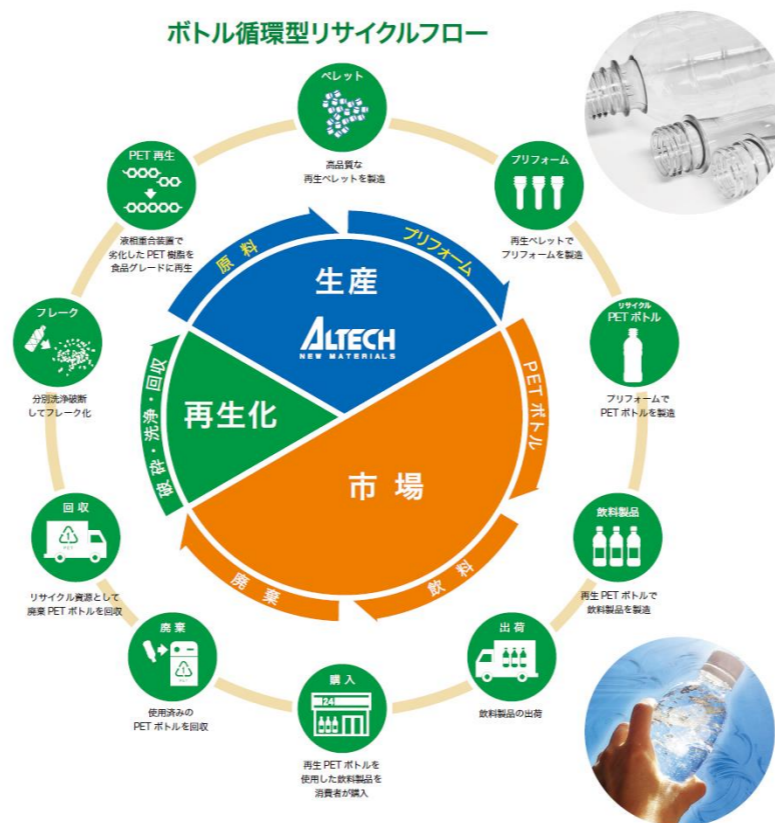 ボトル循環型リサイクルフロー
ペレット
高品質な
再生ペレットを製造
プリフォーム
再生ペレットで
プリフォームを製造
リサイクル
PETボトル
プリフォームで
PETボトルを製造
飲料製品
再生PETボトルで
飲料製品を製造
出荷
飲料製品の出荷
購入
24
再生PETボトルを
使用した飲料製品を
消費者が購入
廃棄
使用済みの
PETボトルを回収
回収
PET
リサイクル資源として
廃棄PETボトルを回収
フレーク
分別洗浄破断
してフレーク化
PET再生
液相重合装置で
劣化したPET樹脂を
食品グレードに再生
原料
プリフォーム
PETボトル
飲料
廃棄
破砕・洗浄・回収
生産
ALTECH
NEW MATERIALS
再生化
市場